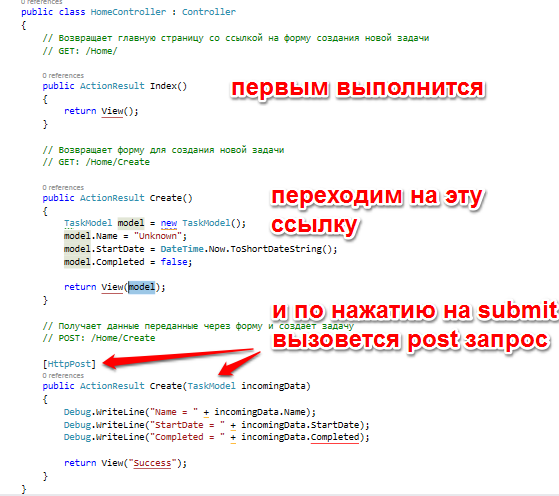 0 references
public class HomeController : Controller
{
// Возвращает главную страницу со ссылкой на форму создания новой задачи
// GET: /Home/
0 references
public ActionResult Index()
первым выполнится
{
return View();
}
// Возвращает форму для создания новой задачи
// GET: /Home/Create
0 references
public ActionResult Create()
переходим на эту
ссылку
{
TaskModel model = new TaskModel();
model.Name = "Unknown";
model.StartDate = DateTime.Now.ToShortDateString();
model.Completed = false;
return View(model);
}
и по нажатию на submit
вызовется post запрос
// Получает данные переданные через форму и создает задачу
// POST: /Home/Create
[HttpPost]
0 references
public ActionResult Create(TaskModel incomingData)
{
Debug.WriteLine("Name = " + incomingData.Name);
Debug.WriteLine("StartDate = " + incomingData.StartDate);
Debug.WriteLine("Completed = " + incomingData.Completed);
return View("Success");
}
}